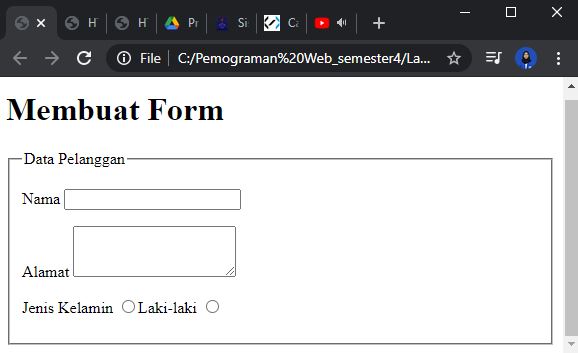 H
H
Pr
Si
Ca
File C:/Pemograman%20Web_semester4/La...
Membuat Form
Data Pelanggan
Nama
Alamat
Jenis Kelamin Laki-laki